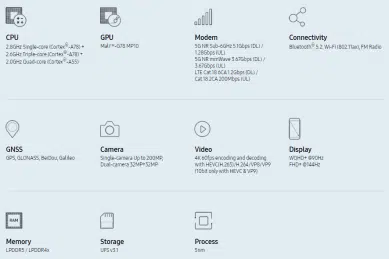 CPU
2.8GHz Single-core (Cortex®-A78) +
2.6GHz Triple-core (Cortex®-A78) +
2.0GHz Quad-core (Cortex®-A55)
GPU
Mali™-G78 MP10
Modem
5G NR Sub-6GHz 5.1Gbps (DL) /
1.28Gbps (UL)
5G NR mmWave 3.67Gbps (DL) /
3.67Gbps (UL)
LTE Cat.18 6CA 1.2Gbps (DL) /
Cat.18 2CA 200Mbps (UL)
Connectivity
Bluetooth® 5.2, Wi-Fi 802.11ax, FM Radio
GNSS
GPS, GLONASS, BeiDou, Galileo
Camera
Single-camera Up to 200MP,
Dual-camera 32MP+32MP
Video
4K 60fps encoding and decoding
with HEVC(H.265)/H.264/VP8/VP9
(10bit only with HEVC & VP9)
Display
WQHD+ @90Hz
FHD+ @144Hz
RAM
Memory
LPDDR5 / LPDDR4x
Storage
UFS v3.1
Process
5nm